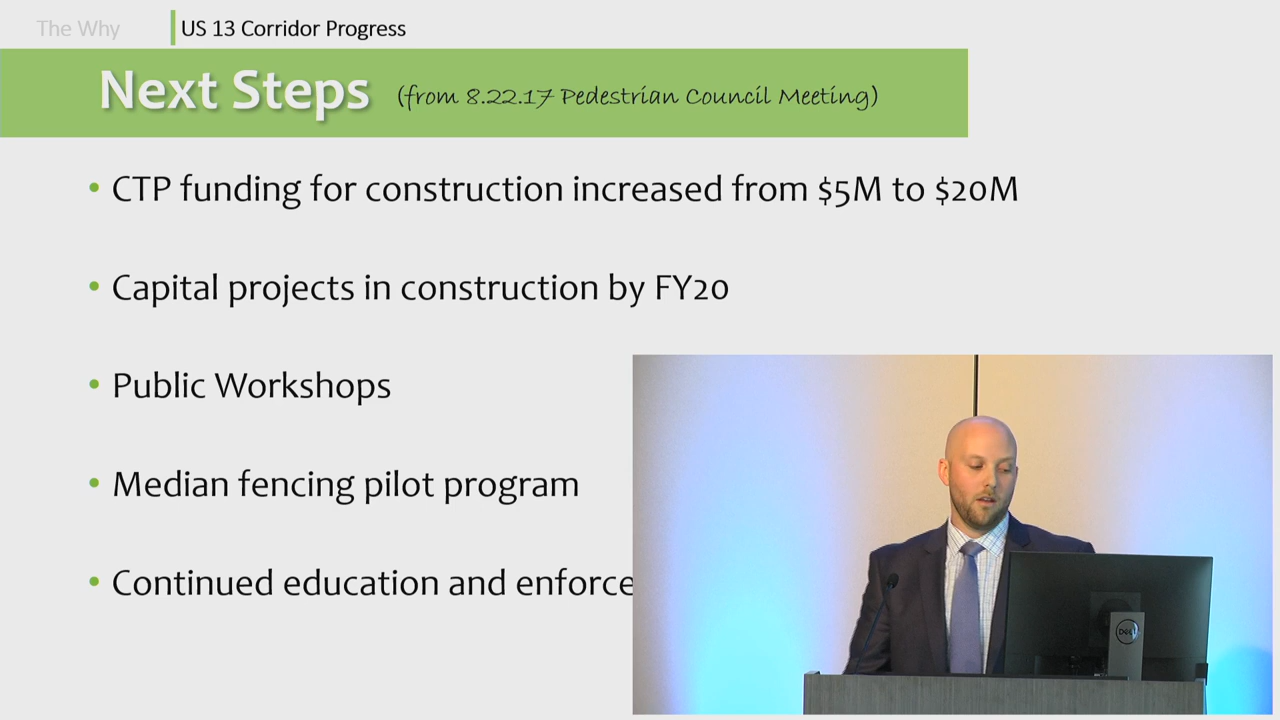 The Why
US 13 Corridor Progress
Next Steps (from 8.22.17 Pedestrian Council Meeting)
• CTP funding for construction increased from $5M to $20M
• Capital projects in construction by FY20
• Public Workshops
• Median fencing pilot program
• Continued education and enforce
DELL